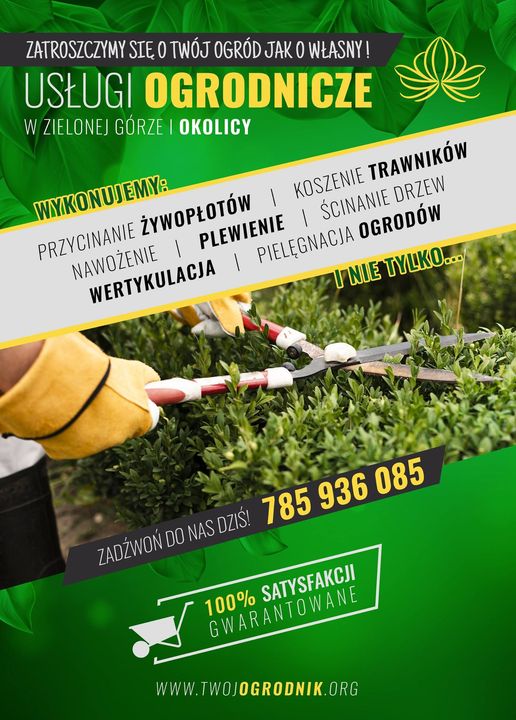 ZATROSZCZYMY SIĘ O TWÓJ OGRÓD JAK O WŁASNY !
USŁUGI OGRODNICZE
W ZIELONEJ GÓRZE I OKOLICY
WYKONUJEMY:
PRZYCINANIE ŻYWOPŁOTÓW | KOSZENIE TRAWNIKÓW
NAWOŻENIE | PLEWIENIE | ŚCINANIE DRZEW
WERTYKULACJA | PIELĘGNACJA OGRODÓW
I NIE TYLKO...
ZADŹWOŃ DO NAS DZIŚ! 785 936 085
100% SATYSFAKCJI
GWARANTOWANE
WWW.TWOJOGRODNIK.ORG